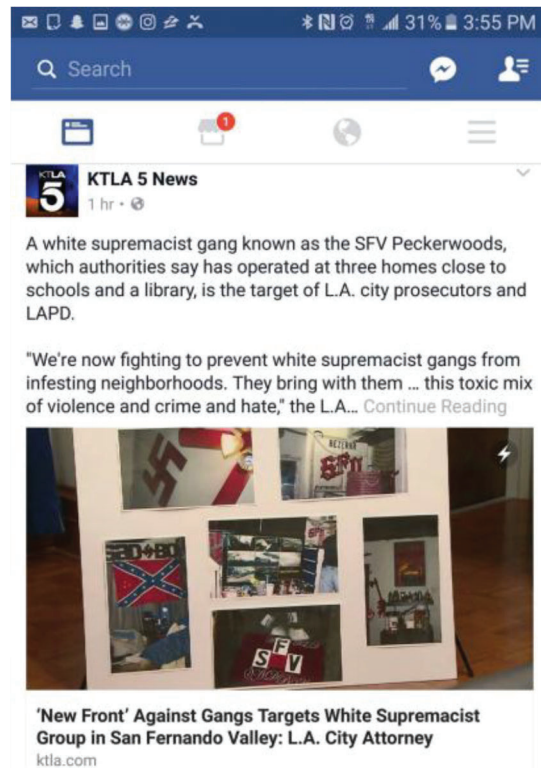 31% 3:55 PM
Search
1
KTLA
5
KTLA 5 News
1 hr •
A white supremacist gang known as the SFV Peckerwoods,
which authorities say has operated at three homes close to
schools and a library, is the target of L.A. city prosecutors and
LAPD.
"We're now fighting to prevent white supremacist gangs from
infesting neighborhoods. They bring with them ... this toxic mix
of violence and crime and hate," the L.A... Continue Reading
SFV
F
S V
'New Front' Against Gangs Targets White Supremacist
Group in San Fernando Valley: L.A. City Attorney
ktla.com